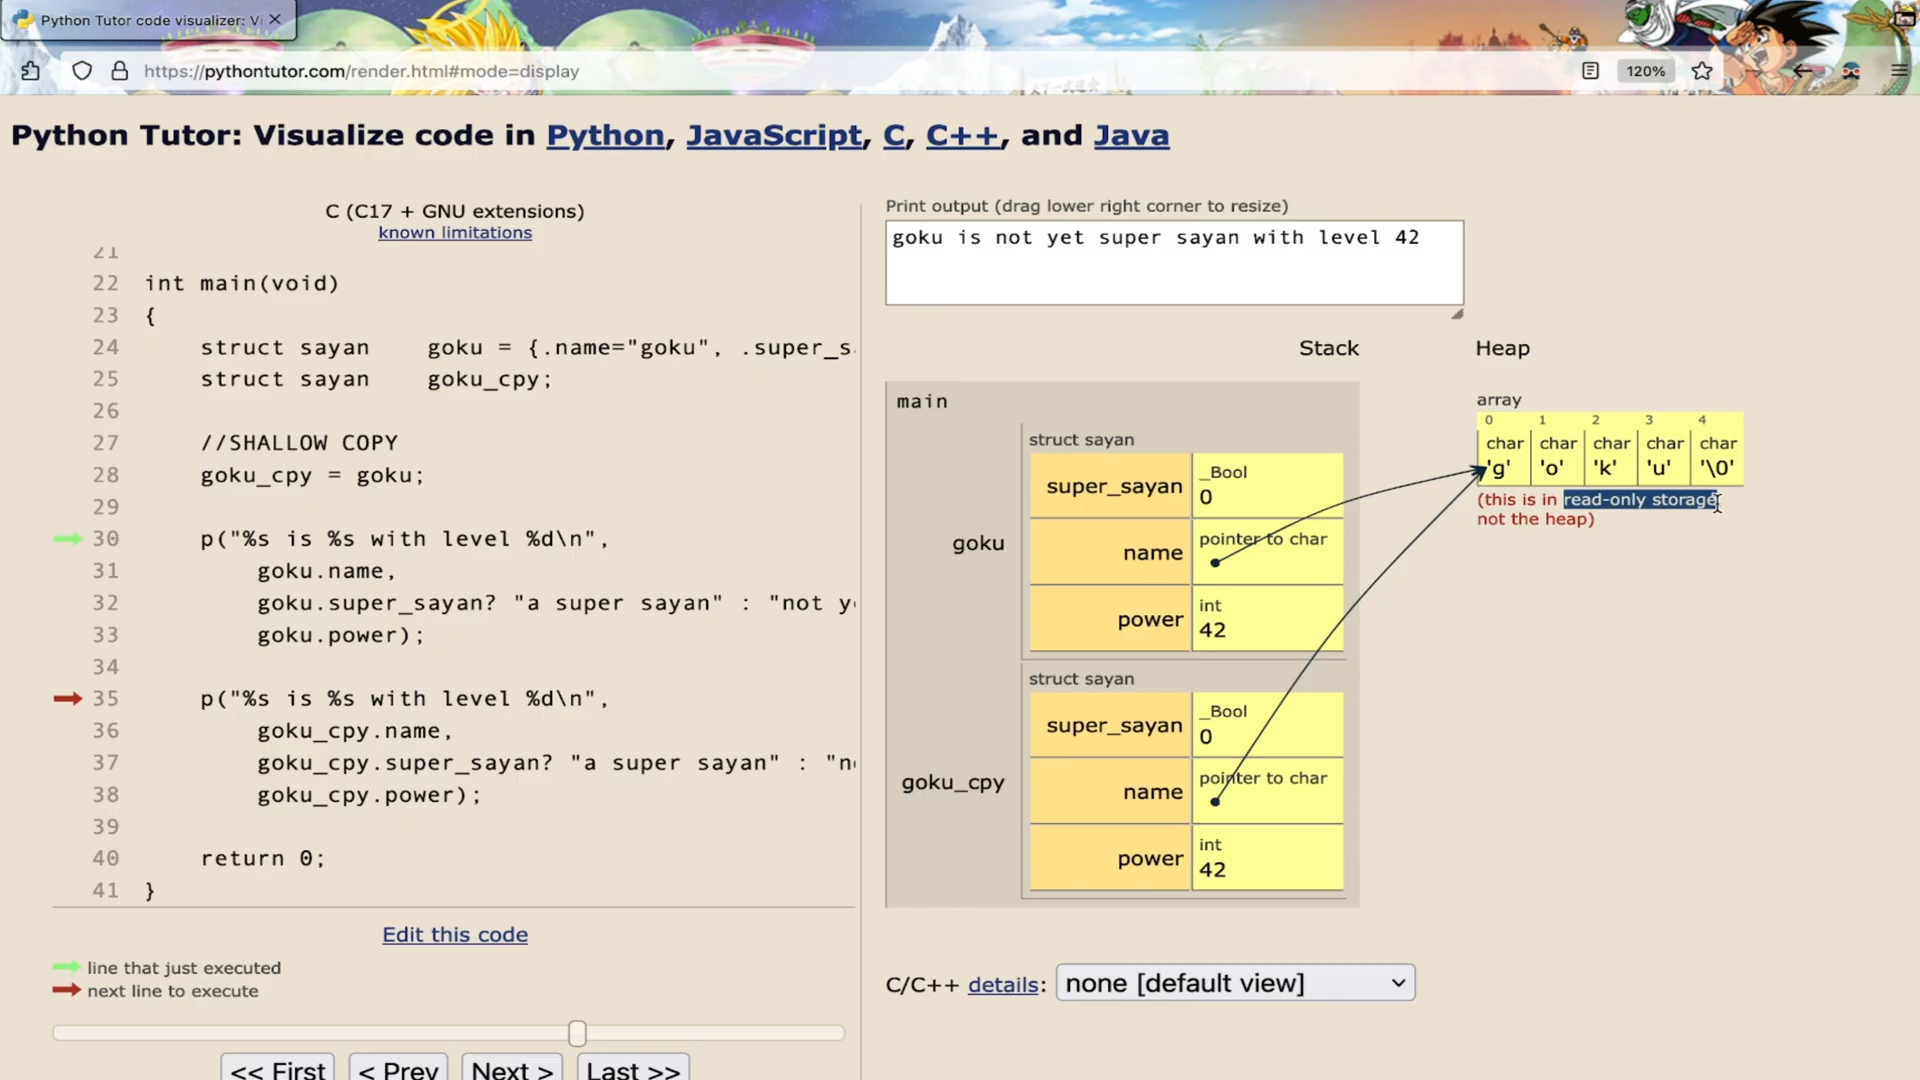 Python Tutor code visualizer: Vi
https://pythontutor.com/render.html#mode=display
120%
Python Tutor: Visualize code in Python, JavaScript, C, C++, and Java
C (C17 + GNU extensions)
known limitations
21
22 int main(void)
23 {
24 struct sayan goku = {.name="goku", .super_s
25 struct sayan goku_cpy;
26
27 //SHALLOW COPY
28 goku_cpy = goku;
29
30 p("%s is %s with level %d\n",
31 goku.name,
32 goku.super_sayan? "a super sayan" : "not y
33 goku.power);
34
35 p("%s is %s with level %d\n",
36 goku_cpy.name,
37 goku_cpy.super_sayan? "a super sayan" : "n
38 goku_cpy.power);
39
40 return 0;
41 }
Edit this code
line that just executed
next line to execute
<< First
< Prev
Next >
Last >>
Print output (drag lower right corner to resize)
goku is not yet super sayan with level 42
Stack
Heap
main
goku
struct sayan
super_sayan
_Bool
0
name
pointer to char
power
int
42
goku_cpy
struct sayan
super_sayan
_Bool
0
name
pointer to char
power
int
42
array
0 1 2 3 4
char char char char char
'g' 'o' 'k' 'u' '\0'
(this is in read-only storage
not the heap)
C/C++ details: none [default view]